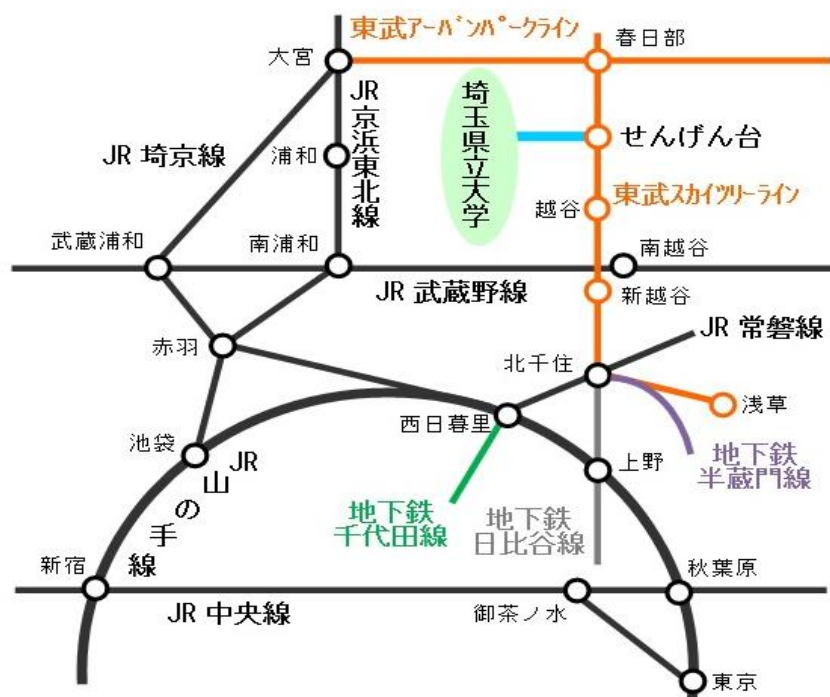 東武アーバンパークライン
春日部
大宮
JR 京浜東北線
埼玉県立大学
せんげん台
JR 埼京線
浦和
越谷
東武スカイツリーライン
武蔵浦和
南浦和
南越谷
JR 武蔵野線
新越谷
JR 常磐線
赤羽
北千住
西日暮里
浅草
池袋
JR
山の手線
上野
地下鉄
半蔵門線
地下鉄
千代田線
地下鉄
日比谷線
新宿
秋葉原
JR 中央線
御茶ノ水
東京